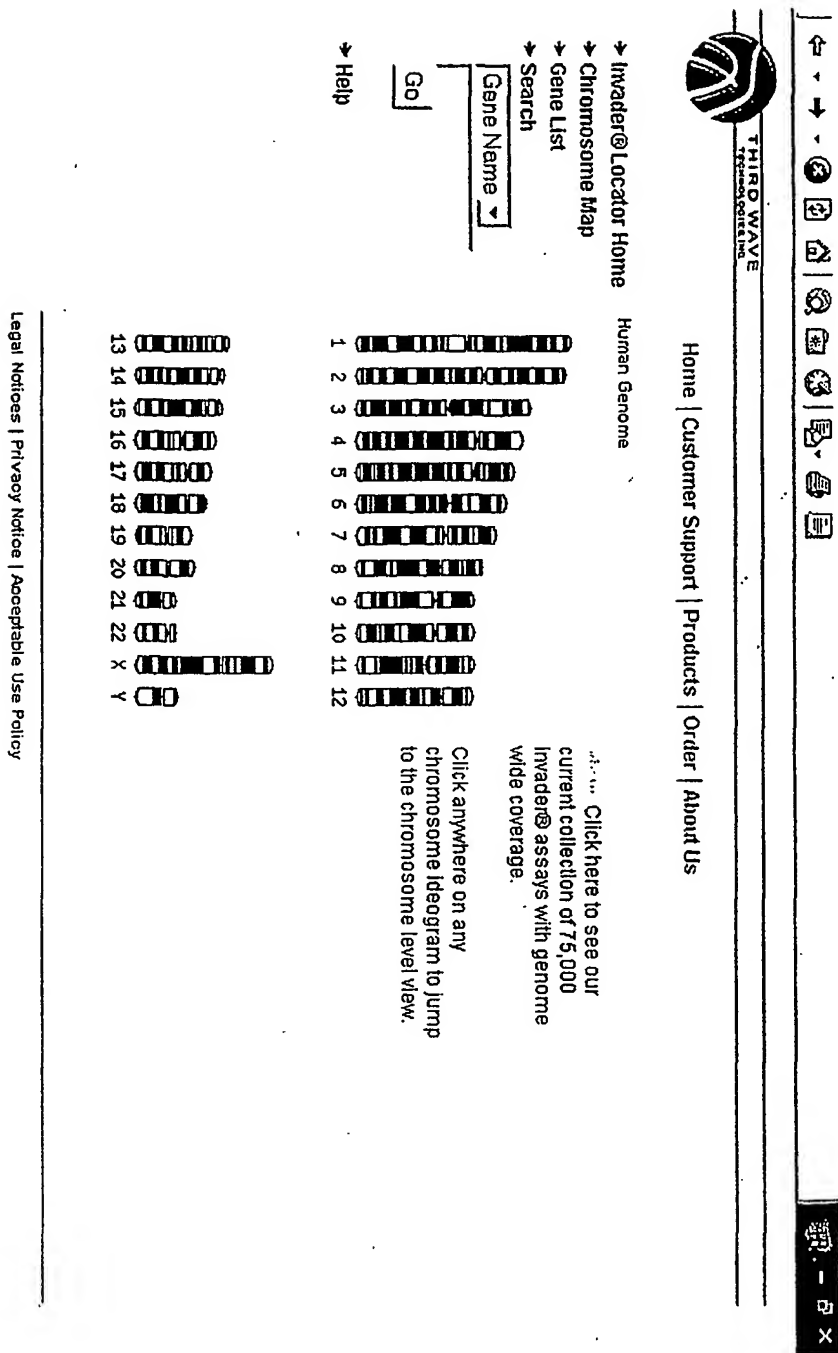 THIRD WAVE
TECHNOLOGIES INC
Home | Customer Support | Products | Order | About Us
Invader® Locator Home
Chromosome Map
Gene List
Search
Gene Name
Go
Help
Human Genome
1 2 3 4 5 6 7 8 9 10 11 12
13 14 15 16 17 18 19 20 21 22 X Y
Click here to see our
current collection of 75,000
Invader® assays with genome
wide coverage.
Click anywhere on any
chromosome ideogram to jump
to the chromosome level view.
Legal Notices | Privacy Notice | Acceptable Use Policy